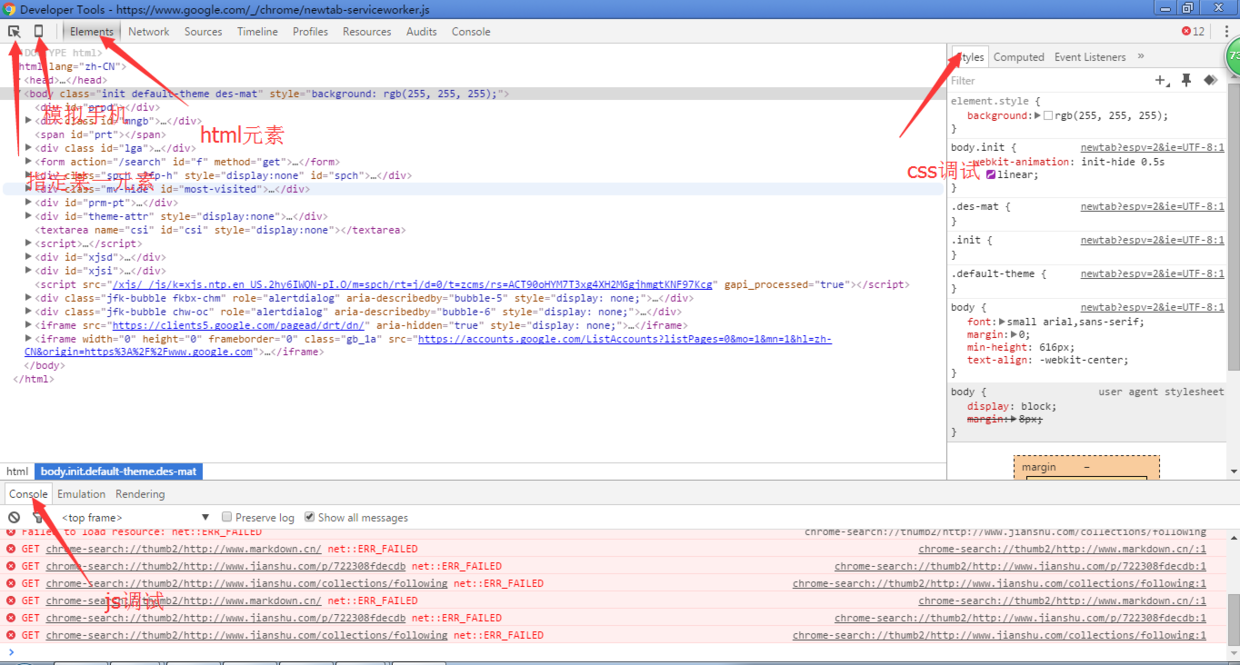 Developer Tools - https://www.google.com/_/chrome/newtab-serviceworker.js
Elements Network Sources Timeline Profiles Resources Audits Console
12
TYPE html>
html lang="zh-CN">
<head>…</head>
<body class="init default-theme des-mat" style="background: rgb(255, 255, 255);">
<div id="prpd"></div>
模拟手机
<div class id="mngb">…</div>
html元素
<span id="prt"></span>
<div class id="lga">…</div>
<form action="/search" id="f" method="get">…</form>
style="display:none" id="spch">…</div>
指定某一元素
<div class="mv-hide" id="most-visited">…</div>
<div id="prm-pt">…</div>
<div id="theme-attr" style="display:none">…</div>
<textarea name="csi" id="csi" style="display:none"></textarea>
<script>…</script>
<div id="xjsd">…</div>
<div id="xjsi">…</div>
<script src="/xjs/_/js/k=xjs.ntp.en_US.2hy6IWQN-pI.O/m=spch/rt=j/d=0/t=zcms/rs=ACT90oHYM7T3xg4XH2MGgjhmgtKNF97Kcg" gapi_processed="true"></script>
<div class="jfk-bubble fkbx-chm" role="alertdialog" aria-describedby="bubble-5" style="display: none;">…</div>
<div class="jfk-bubble chw-oc" role="alertdialog" aria-describedby="bubble-6" style="display: none;">…</div>
<iframe src="https://clients5.google.com/pagead/drt/dn/" aria-hidden="true" style="display: none;">…</iframe>
<iframe width="0" height="0" frameborder="0" class="gb_1a" src="https://accounts.google.com/ListAccounts?listPages=0&mo=1&mn=1&hl=zh-
CN&origin=https%3A%2F%2Fwww.google.com">…</iframe>
</body>
</html>
html body.init.default-theme.des-mat
Styles Computed Event Listeners »
Filter
element.style {
background: rgb(255, 255, 255);
}
body.init { newtab?espv=2&ie=UTF-8:1
-webkit-animation: init-hide 0.5s
css调试
linear;
}
.des-mat { newtab?espv=2&ie=UTF-8:1
}
.init { newtab?espv=2&ie=UTF-8:1
}
.default-theme { newtab?espv=2&ie=UTF-8:1
}
body { newtab?espv=2&ie=UTF-8:1
font: small arial,sans-serif;
margin: 0;
min-height: 616px;
text-align: -webkit-center;
}
body { user agent stylesheet
display: block;
margin: 8px;
}
margin –
73
Console Emulation Rendering
<top frame> Preserve log Show all messages
Failed to load resource: net::ERR_FAILED chrome-search://thumb2/http://www.jianshu.com/collections/following
GET chrome-search://thumb2/http://www.markdown.cn/ net::ERR_FAILED chrome-search://thumb2/http://www.markdown.cn/:1
GET chrome-search://thumb2/http://www.jianshu.com/p/722308fdecdb net::ERR_FAILED chrome-search://thumb2/http://www.jianshu.com/p/722308fdecdb:1
GET chrome-search://thumb2/http://www.jianshu.com/collections/following net::ERR_FAILED chrome-search://thumb2/http://www.jianshu.com/collections/following:1
GET chrome-search://thumb2/http://www.markdown.cn/ net::ERR_FAILED chrome-search://thumb2/http://www.markdown.cn/:1
js调试
GET chrome-search://thumb2/http://www.jianshu.com/p/722308fdecdb net::ERR_FAILED chrome-search://thumb2/http://www.jianshu.com/p/722308fdecdb:1
GET chrome-search://thumb2/http://www.jianshu.com/collections/following net::ERR_FAILED chrome-search://thumb2/http://www.jianshu.com/collections/following:1